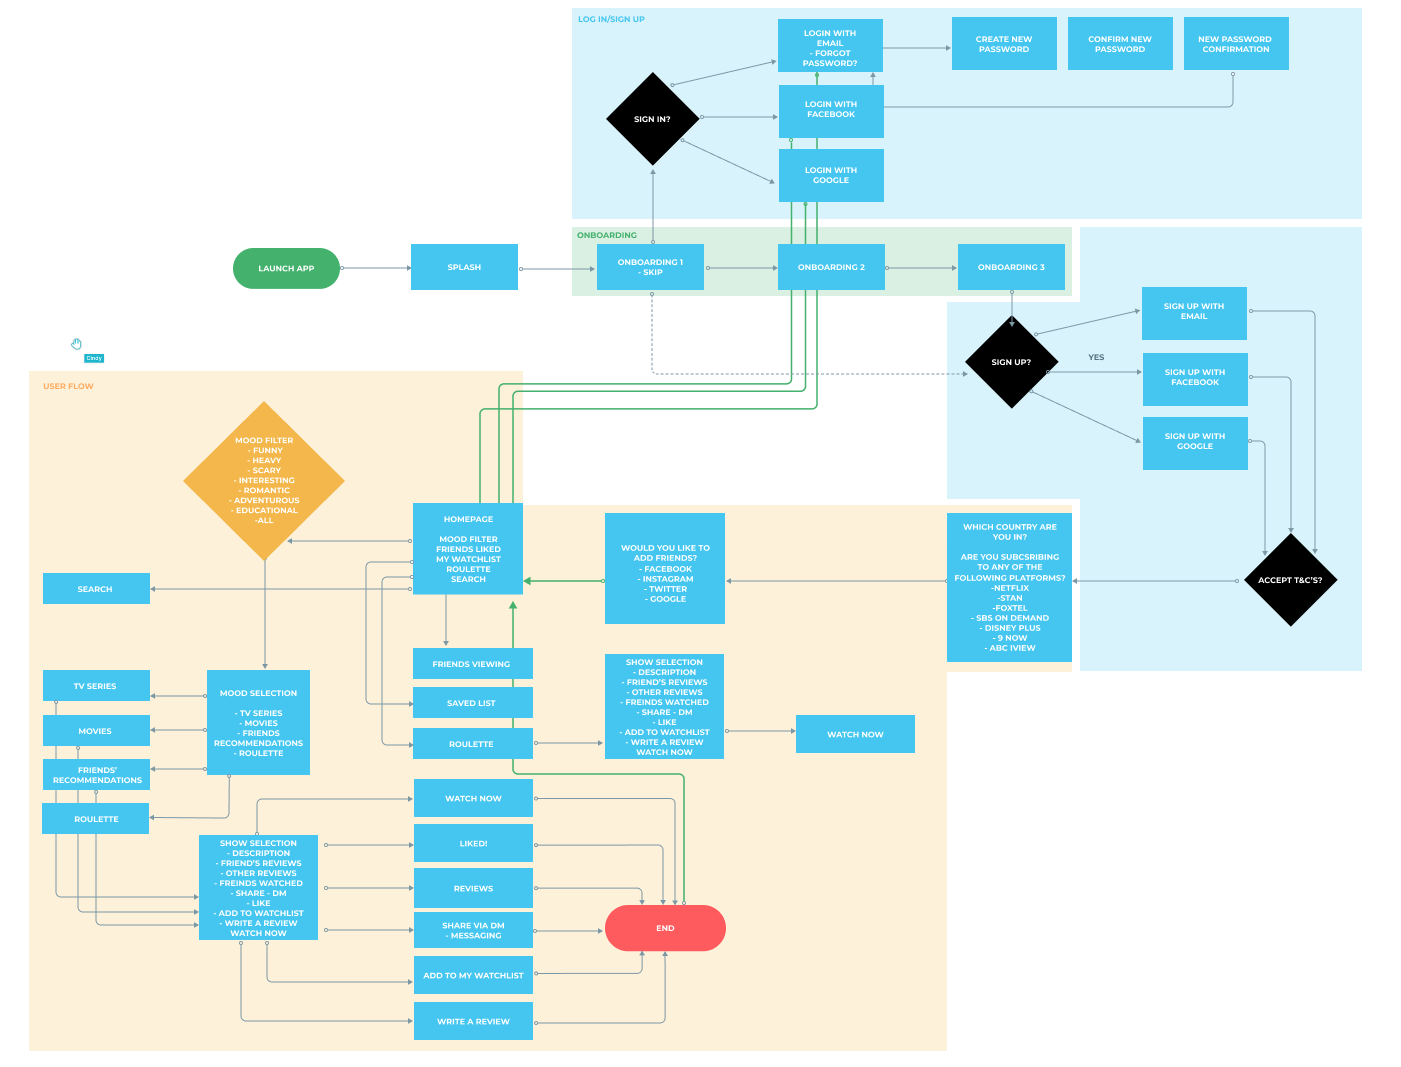 LOG IN/SIGN UP
LOGIN WITH
EMAIL
- FORGOT
PASSWORD?
CREATE NEW
PASSWORD
CONFIRM NEW
PASSWORD
NEW PASSWORD
CONFIRMATION
SIGN IN?
LOGIN WITH
FACEBOOK
LOGIN WITH
GOOGLE
ONBOARDING
LAUNCH APP
SPLASH
ONBOARDING 1
- SKIP
ONBOARDING 2
ONBOARDING 3
SIGN UP?
YES
SIGN UP WITH
EMAIL
SIGN UP WITH
FACEBOOK
SIGN UP WITH
GOOGLE
Cindy
USER FLOW
MOOD FILTER
- FUNNY
- HEAVY
- SCARY
- INTERESTING
- ROMANTIC
- ADVENTUROUS
- EDUCATIONAL
-ALL
HOMEPAGE
MOOD FILTER
FRIENDS LIKED
MY WATCHLIST
ROULETTE
SEARCH
WOULD YOU LIKE TO
ADD FRIENDS?
- FACEBOOK
- INSTAGRAM
- TWITTER
- GOOGLE
WHICH COUNTRY ARE
YOU IN?
ARE YOU SUBCSRIBING
TO ANY OF THE
FOLLOWING PLATFORMS?
-NETFLIX
-STAN
-FOXTEL
- SBS ON DEMAND
- DISNEY PLUS
- 9 NOW
- ABC IVIEW
ACCEPT T&C'S?
SEARCH
FRIENDS VIEWING
SAVED LIST
ROULETTE
SHOW SELECTION
- DESCRIPTION
- FRIEND'S REVIEWS
- OTHER REVIEWS
- FREINDS WATCHED
- SHARE - DM
- LIKE
- ADD TO WATCHLIST
- WRITE A REVIEW
WATCH NOW
WATCH NOW
TV SERIES
MOVIES
FRIENDS'
RECOMMENDATIONS
ROULETTE
MOOD SELECTION
- TV SERIES
- MOVIES
- FRIENDS
RECOMMENDATIONS
- ROULETTE
SHOW SELECTION
- DESCRIPTION
- FRIEND'S REVIEWS
- OTHER REVIEWS
- FREINDS WATCHED
- SHARE - DM
- LIKE
- ADD TO WATCHLIST
- WRITE A REVIEW
WATCH NOW
WATCH NOW
LIKED!
REVIEWS
SHARE VIA DM
- MESSAGING
ADD TO MY WATCHLIST
WRITE A REVIEW
END